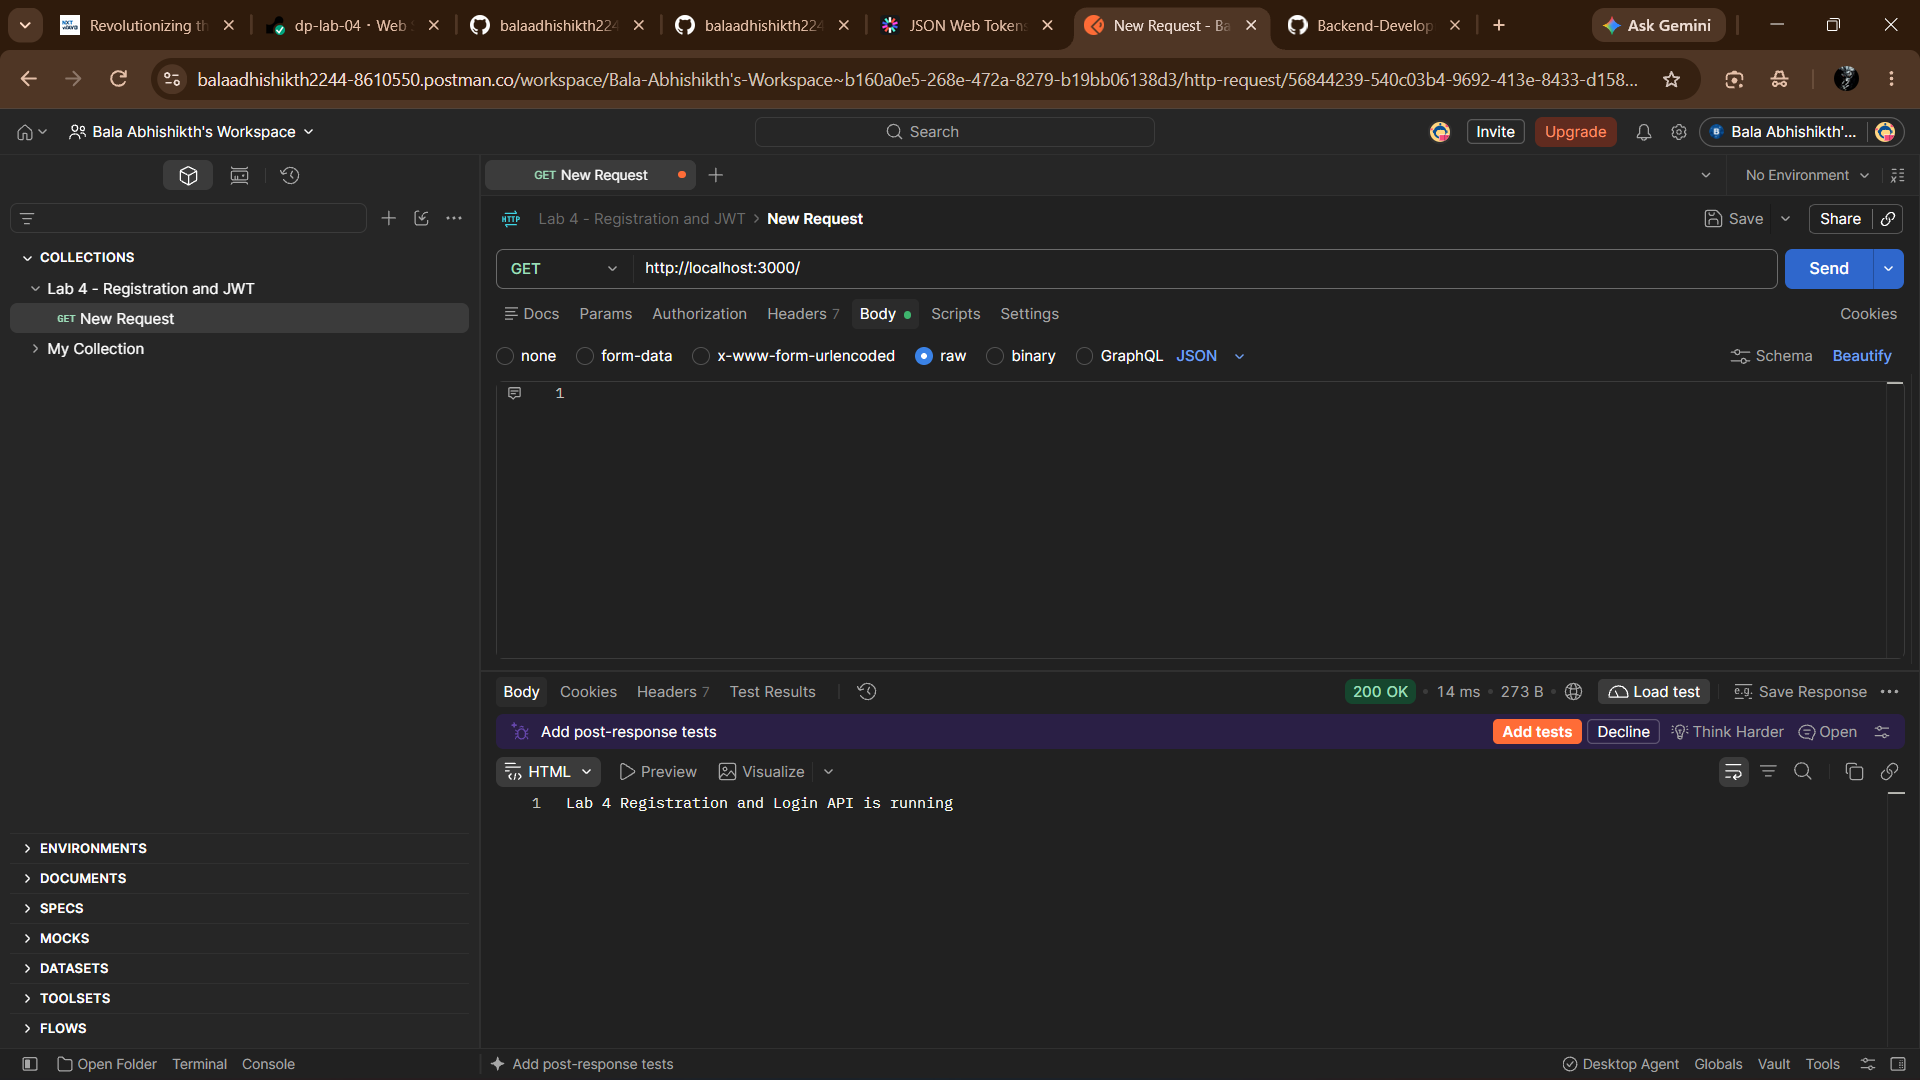 Revolutionizing th
dp-lab-04 · Web S
balaadhishikth224
balaadhishikth224
JSON Web Tokens
New Request - Ba
Backend-Develop
Ask Gemini
balaadhishikth2244-8610550.postman.co/workspace/Bala-Abhishikth's-Workspace~b160a0e5-268e-472a-8279-b19bb06138d3/http-request/56844239-540c03b4-9692-413e-8433-d158...
Bala Abhishikth's Workspace
Search
Invite
Upgrade
Bala Abhishikth'...
GET New Request
No Environment
HTTP Lab 4 - Registration and JWT > New Request
Save
Share
COLLECTIONS
Lab 4 - Registration and JWT
GET New Request
My Collection
GET
http://localhost:3000/
Send
Docs Params Authorization Headers 7 Body Scripts Settings
Cookies
none form-data x-www-form-urlencoded raw binary GraphQL JSON
Schema Beautify
1
Body Cookies Headers 7 Test Results
200 OK • 14 ms • 273 B
Load test
e.g. Save Response
Add post-response tests
Add tests Decline Think Harder Open
HTML Preview Visualize
1 Lab 4 Registration and Login API is running
ENVIRONMENTS
DOCUMENTS
SPECS
MOCKS
DATASETS
TOOLSETS
FLOWS
Open Folder Terminal Console
Add post-response tests
Desktop Agent Globals Vault Tools